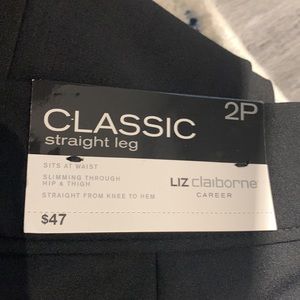 2P
CLASSIC
straight leg
SITS AT WAIST
SLIMMING THROUGH
HIP & THIGH
STRAIGHT FROM KNEE TO HEM
LIZ claiborne
CAREER
$47